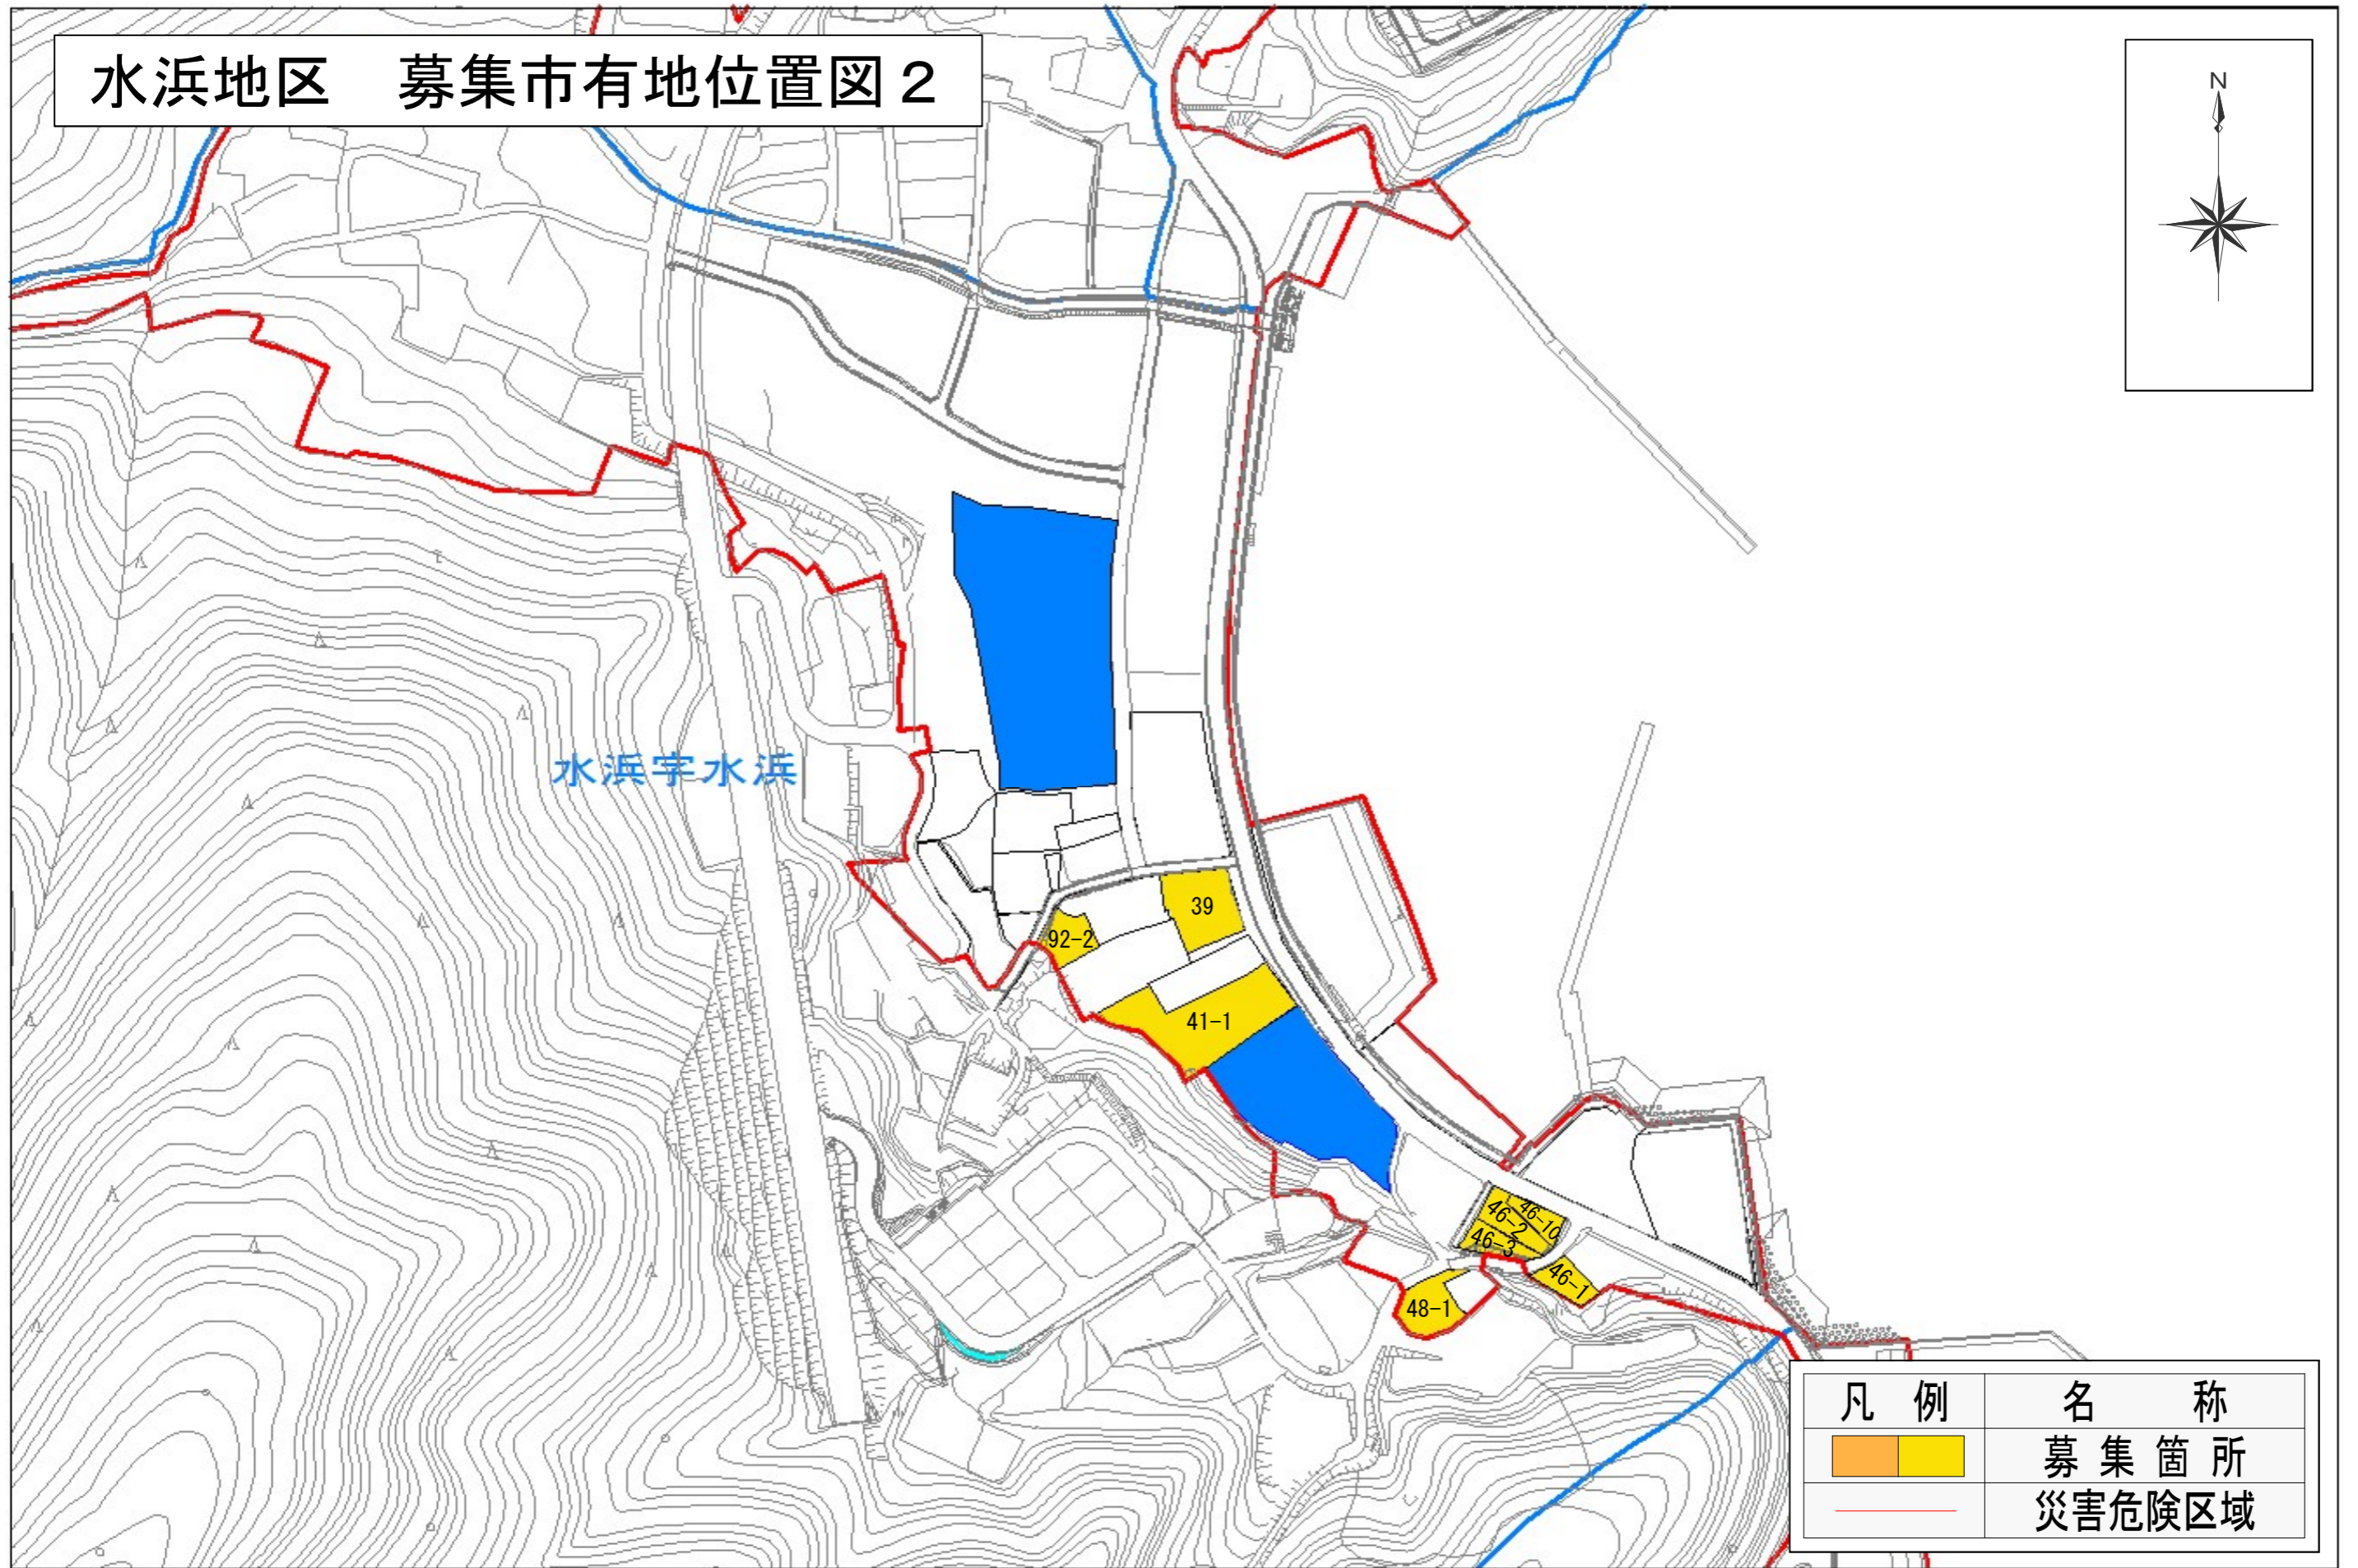 水浜地区　募集市有地位置図２
N
水浜字水浜
39
92-2
41-1
46-10
46-2
46-3
46-1
48-1
凡　例　名　　称
募 集 箇 所
災害危険区域